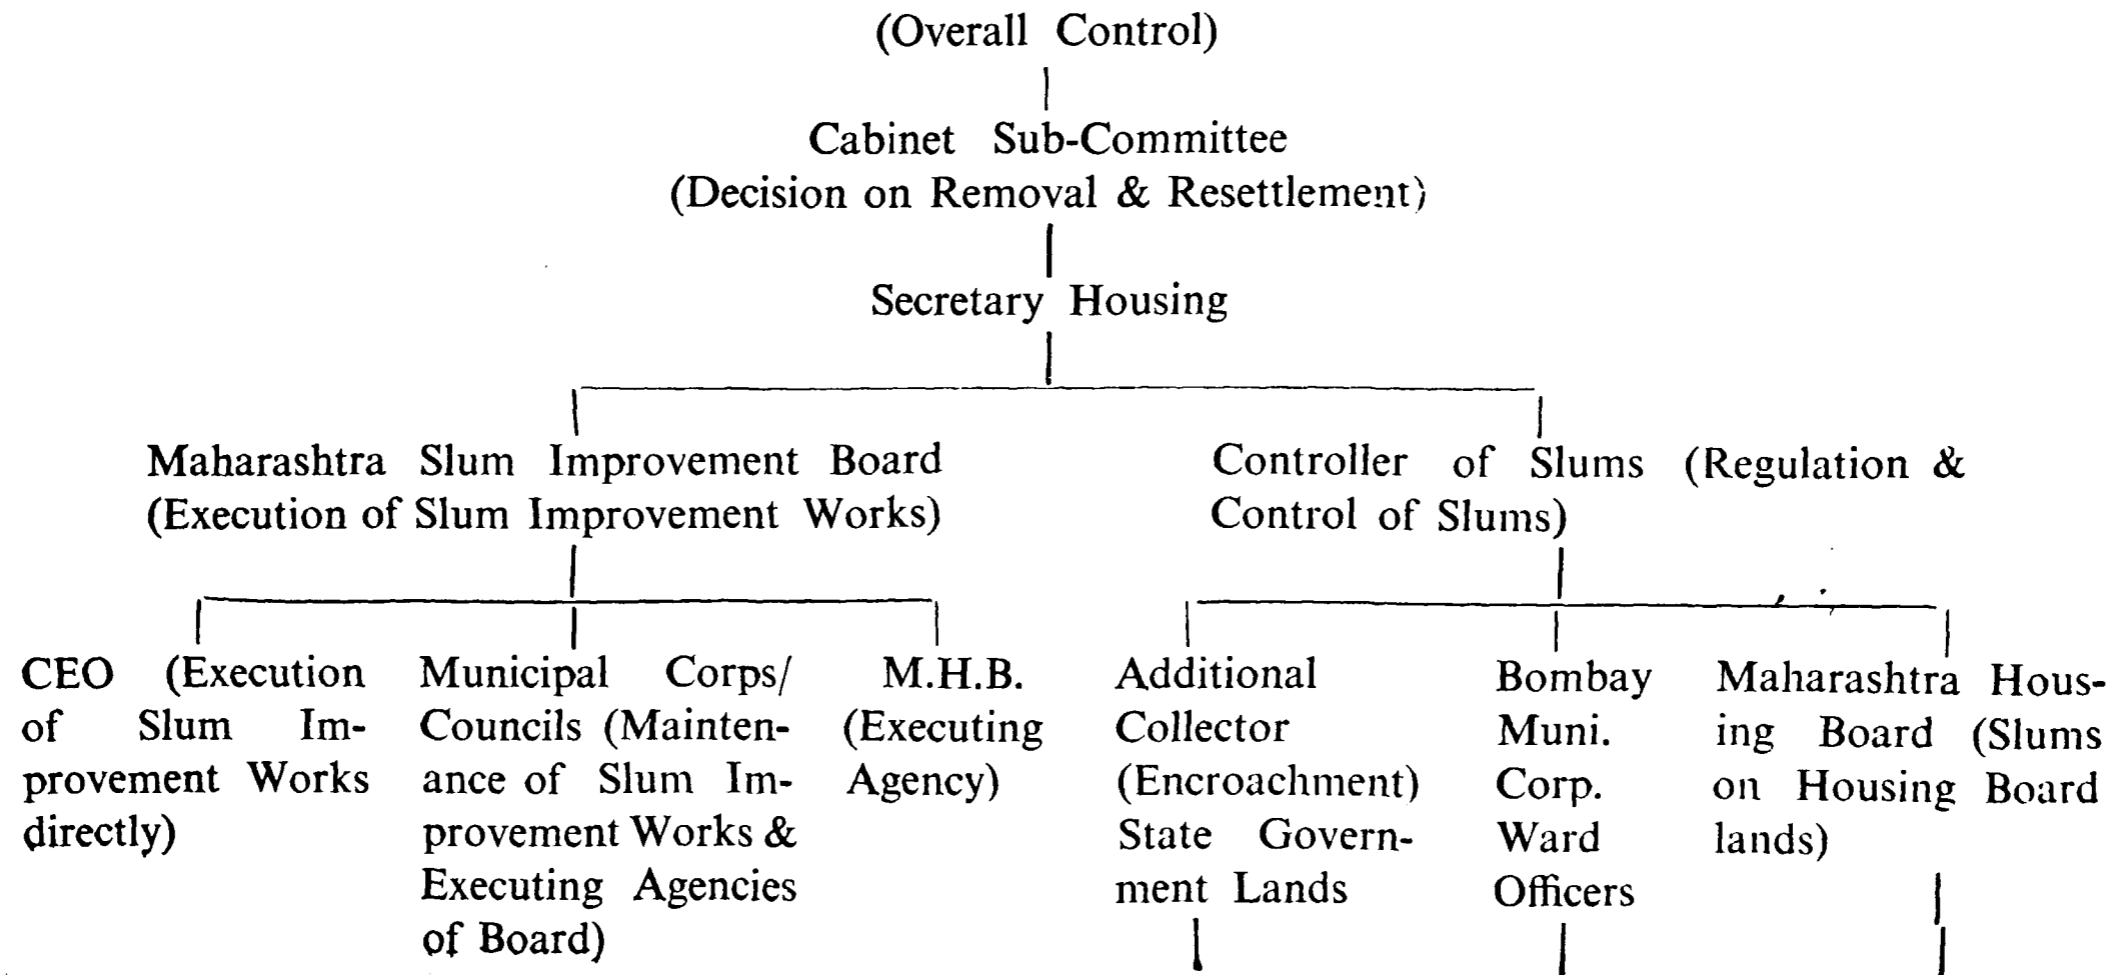 (Overall Control)
Cabinet Sub-Committee
(Decision on Removal & Resettlement)
Secretary Housing
Maharashtra Slum Improvement Board
(Execution of Slum Improvement Works)
Controller of Slums (Regulation &
Control of Slums)
CEO (Execution
of Slum Im-
provement Works
directly)
Municipal Corps/
Councils (Mainten-
ance of Slum Im-
provement Works &
Executing Agencies
of Board)
M.H.B.
(Executing
Agency)
Additional
Collector
(Encroachment)
State Govern-
ment Lands
Bombay
Muni.
Corp.
Ward
Officers
Maharashtra Hous-
ing Board (Slums
on Housing Board
lands)